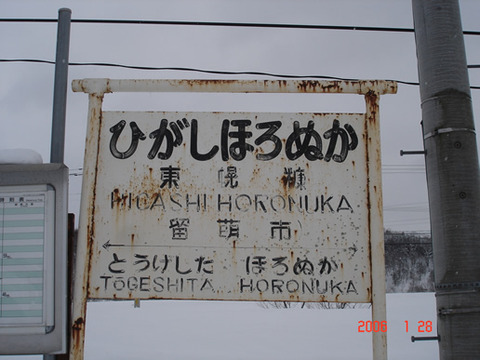 ひがしほろぬか
東幌糠
HIGASHI HORONUKA
留萌市
とうげした ほろぬか
TŌGESHITA HORONUKA
2006 1 28